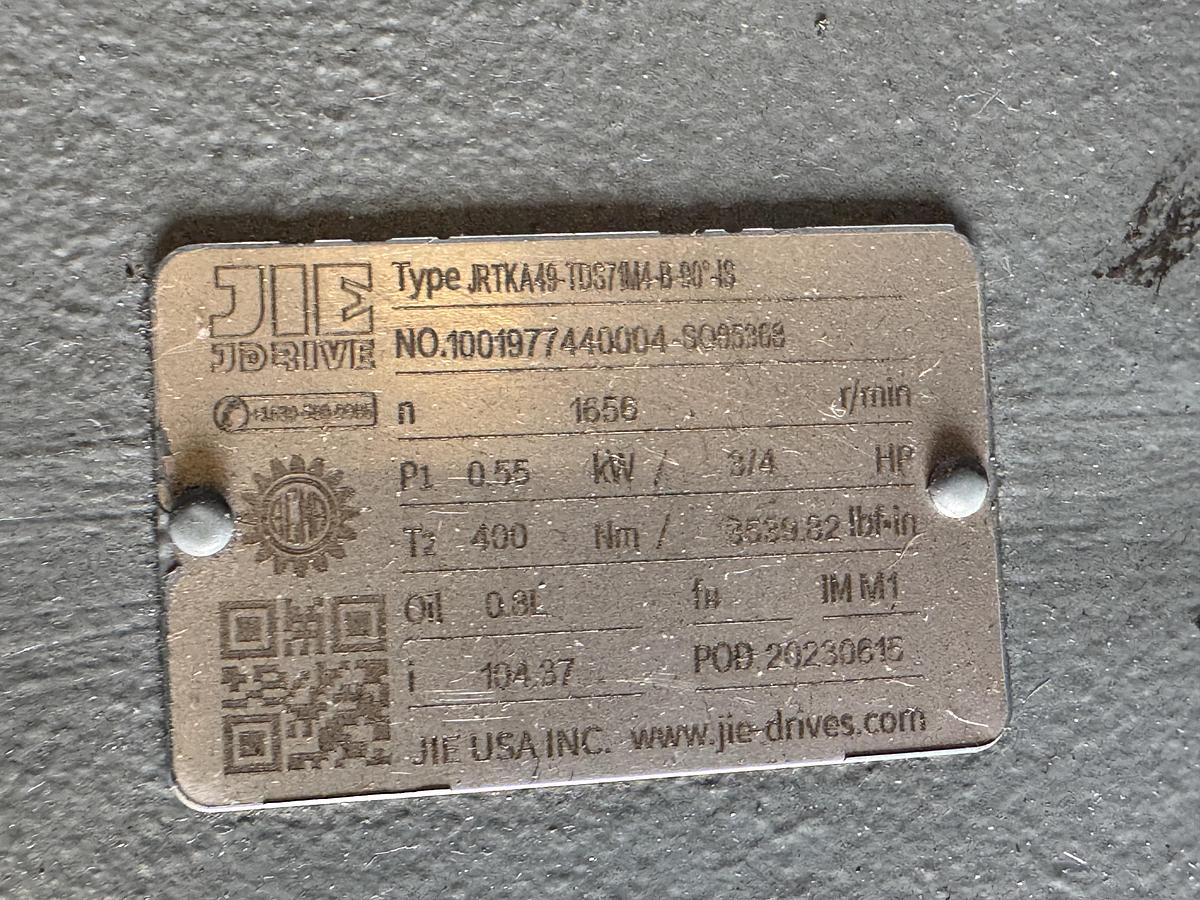 JIE
JDRIVE
Type JRTKA49-TDS71M4-B-90°-IS
NO.1001977440004-SO95368
n 1656 r/min
P1 0.55 kW / 3/4 HP
T2 400 Nm / 3539.82 lbf-in
Oil 0.8L fB IM M1
i 104.37 POD 20230615
JIE USA INC. www.jie-drives.com